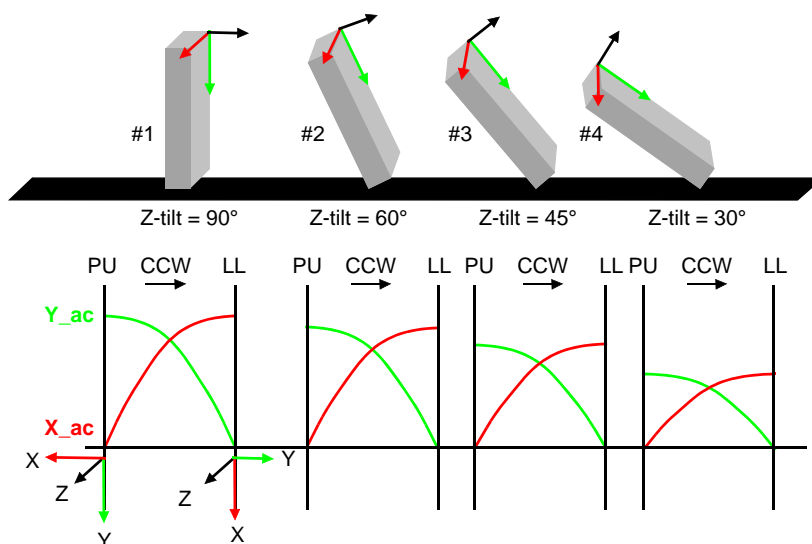 #1
#2
#3
#4
Z-tilt = 90°
Z-tilt = 60°
Z-tilt = 45°
Z-tilt = 30°
PU CCW LL
PU CCW LL
PU CCW LL
PU CCW LL
Y_ac
X_ac
X
Z
Y
Z
Y
X